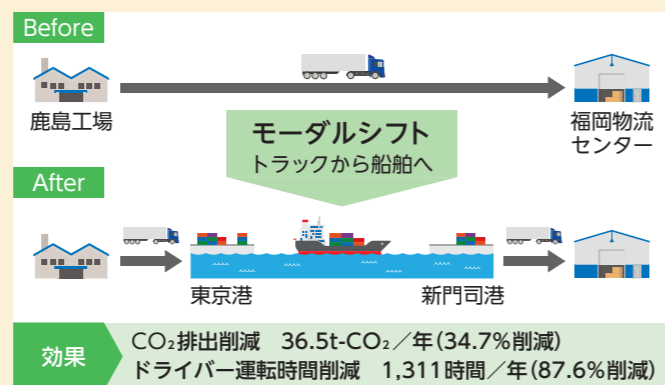 Before
鹿島工場
福岡物流
センター
モーダルシフト
トラックから船舶へ
After
東京港
新門司港
効果
CO₂排出削減 36.5t-CO₂/年(34.7%削減)
ドライバー運転時間削減 1,311時間/年(87.6%削減)